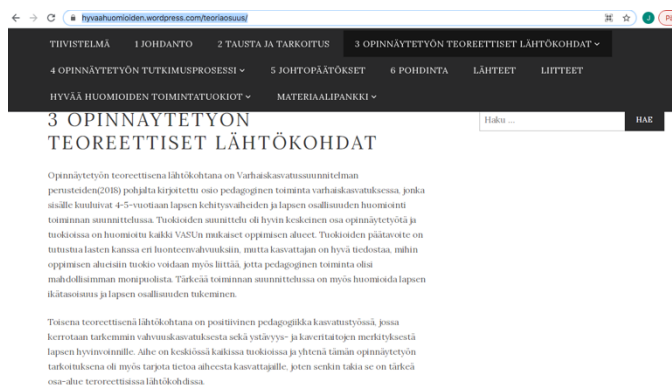 hyvaahuomioiden.wordpress.com/teoriaosuus/
TIIVISTELMÄ 1 JOHDANTO 2 TAUSTA JA TARKOITUS 3 OPINNÄYTETYÖN TEOREETTISET LÄHTÖKOHDAT
4 OPINNÄYTETYÖN TUTKIMUSPROSESSI 5 JOHTOPÄÄTÖKSET 6 POHDINTA LÄHTEET LIITTEET
HYVÄÄ HUOMIOIDEN TOIMINTATUOKIOT MATERIAALIPANKKI
3 OPINNÄYTETYÖN
TEOREETTISET LÄHTÖKOHDAT
Haku ... HAE
Opinnäytetyön teoreettisena lähtökohtana on Varhaiskasvatussuunnitelman
perusteiden(2018) pohjalta kirjoitettu osio pedagoginen toiminta varhaiskasvatuksessa, jonka
sisälle kuuluivat 4-5-vuotiaan lapsen kehitysvaiheiden ja lapsen osallisuuden huomiointi
toiminnan suunnittelussa. Tuokioiden suunittelu oli hyvin keskeinen osa opinnäytetyötä ja
tuokioissa on huomioitu kaikki VASUn mukaiset oppimisen alueet. Tuokioiden päätavoite on
tutustua lasten kanssa eri luonteenvahvuuksiin, mutta kasvattajan on hyvä tiedostaa, mihin
oppimisen alueisiin tuokio voidaan myös liittää, jotta pedagoginen toiminta olisi
mahdollisimman monipuolista. Tärkeää toiminnan suunnittelussa on myös huomioida lapsen
ikätasoisuus ja lapsen osallisuuden tukeminen.
Toisena teoreettisenä lähtökohtana on positiivinen pedagogiikka kasvatustyössä, jossa
kerrotaan tarkemmin vahvuuskasvatuksesta sekä ystävyys- ja kaveritaitojen merkityksestä
lapsen hyvinvoinnille. Aihe on keskiössä kaikissa tuokioissa ja yhtenä tämän opinnäytetyön
tarkoituksena oli myös tarjota tietoa aiheesta kasvattajille, joten senkin takia se on tärkeä
osa-alue teroreettisissa lähtökohdissa.